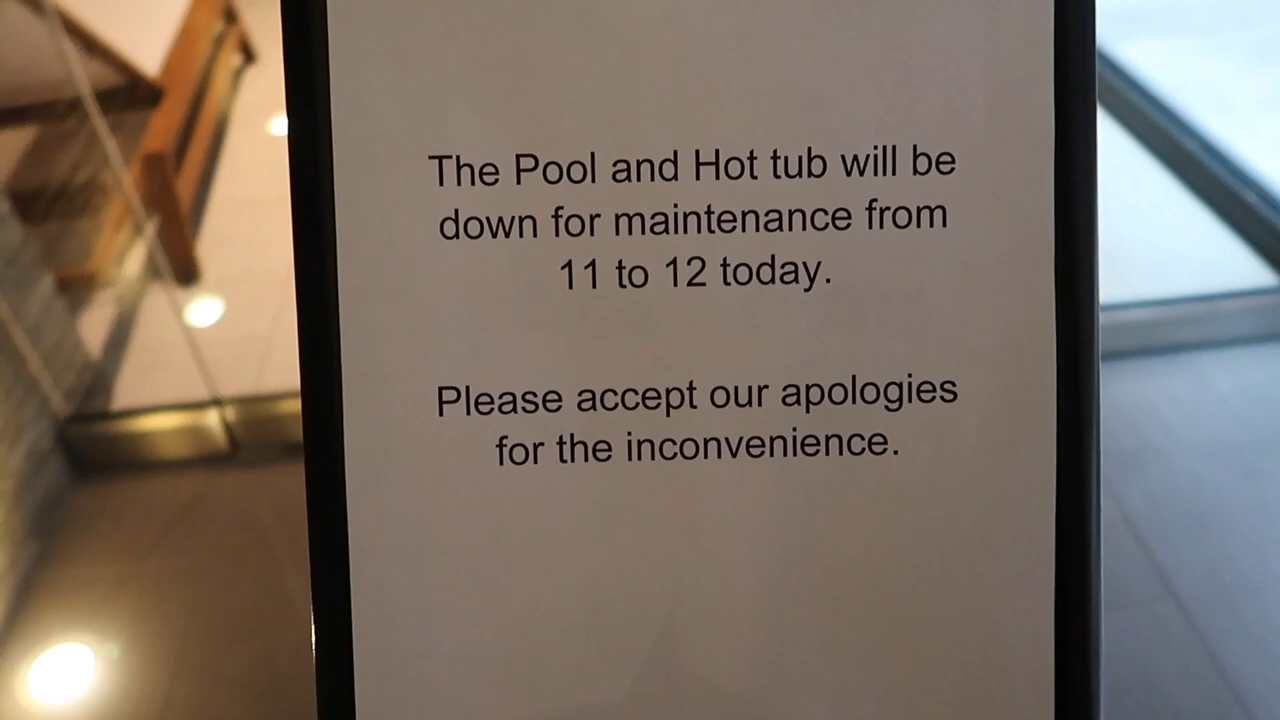 The Pool and Hot tub will be
down for maintenance from
11 to 12 today.
Please accept our apologies
for the inconvenience.